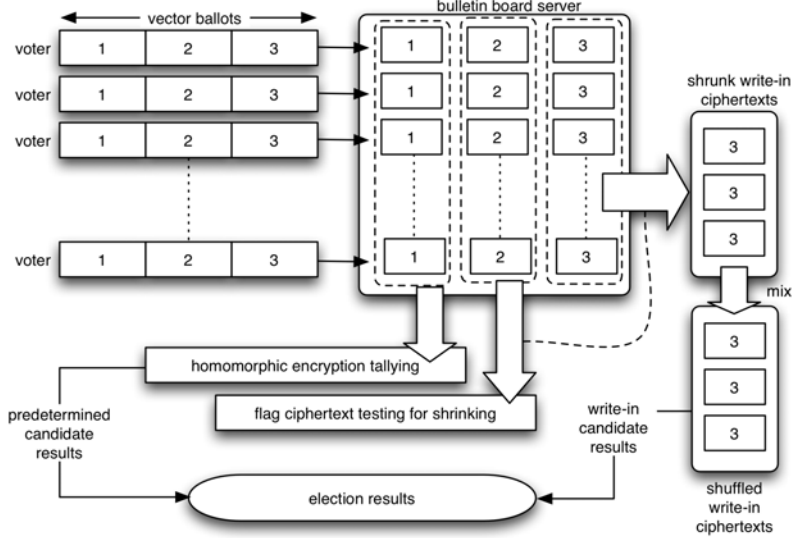 bulletin board server
vector ballots
voter 1 2 3 1 2 3
voter 1 2 3 1 2 3
voter 1 2 3 1 2 3
voter 1 2 3 1 2 3
shrunk write-in
ciphertexts
3
3
3
mix
3
3
3
shuffled
write-in
ciphertexts
homomorphic encryption tallying
flag ciphertext testing for shrinking
predetermined
candidate
results
write-in
candidate
results
election results